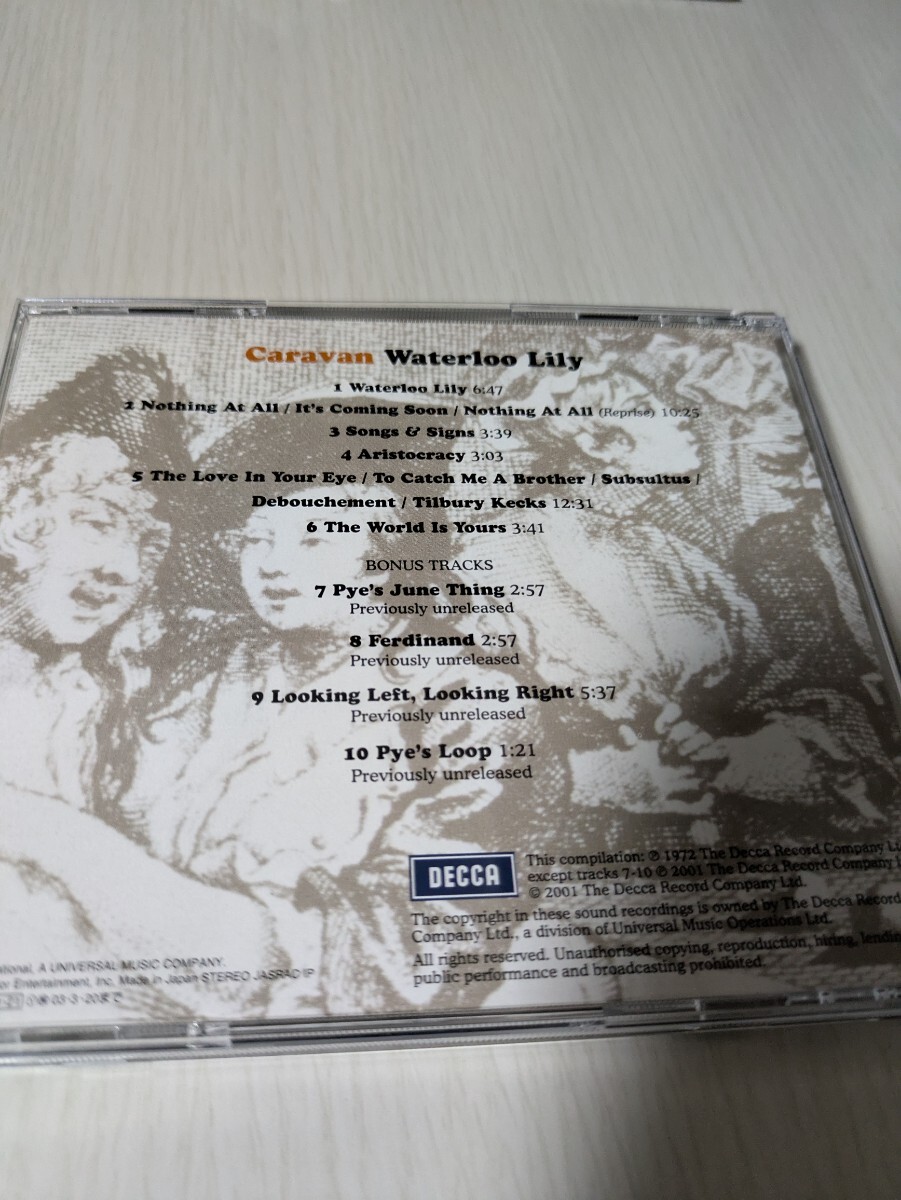 Caravan Waterloo Lily
1 Waterloo Lily 6:47
2 Nothing At All / It's Coming Soon / Nothing At All (Reprise) 10:25
3 Songs & Signs 3:39
4 Aristocracy 3:03
5 The Love In Your Eye / To Catch Me A Brother / Subsultus /
Debouchement / Tilbury Kecks 12:31
6 The World Is Yours 3:41
BONUS TRACKS
7 Pye's June Thing 2:57
Previously unreleased
8 Ferdinand 2:57
Previously unreleased
9 Looking Left, Looking Right 5:37
Previously unreleased
10 Pye's Loop 1:21
Previously unreleased
DECCA
This compilation: ℗ 1972 The Decca Record Company
except tracks 7-10 ℗ 2001 The Decca Record Company
© 2001 The Decca Record Company Ltd.
The copyright in these sound recordings is owned by The Decca Record
Company Ltd., a division of Universal Music Operations Ltd.
All rights reserved. Unauthorised copying, reproduction, hiring, lending
public performance and broadcasting prohibited.
A UNIVERSAL MUSIC COMPANY.
Entertainment, Inc. Made in Japan STEREO JASRAC